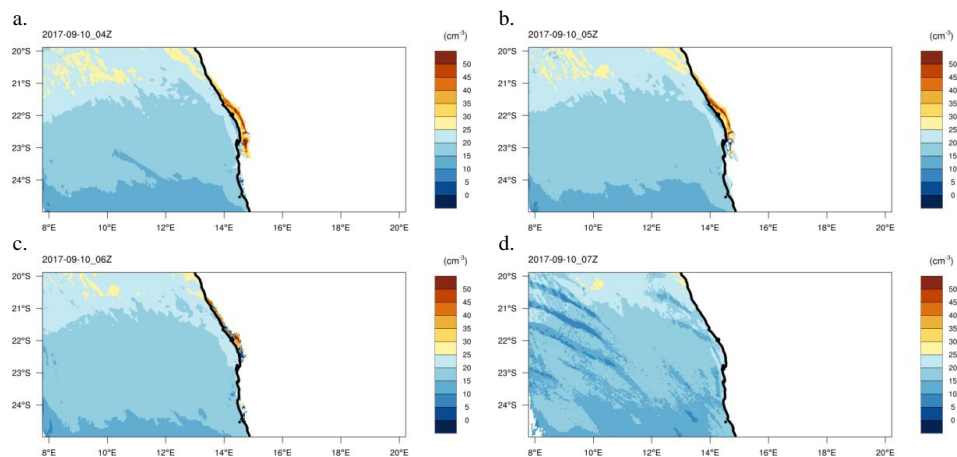 a.
2017-09-10_04Z
(cm⁻³)
20°S
21°S
22°S
23°S
24°S
8°E 10°E 12°E 14°E 16°E 18°E 20°E
50
45
40
35
30
25
20
15
10
5
0
b.
2017-09-10_05Z
(cm⁻³)
20°S
21°S
22°S
23°S
24°S
8°E 10°E 12°E 14°E 16°E 18°E 20°E
50
45
40
35
30
25
20
15
10
5
0
c.
2017-09-10_06Z
(cm⁻³)
20°S
21°S
22°S
23°S
24°S
8°E 10°E 12°E 14°E 16°E 18°E 20°E
50
45
40
35
30
25
20
15
10
5
0
d.
2017-09-10_07Z
(cm⁻³)
20°S
21°S
22°S
23°S
24°S
8°E 10°E 12°E 14°E 16°E 18°E 20°E
50
45
40
35
30
25
20
15
10
5
0